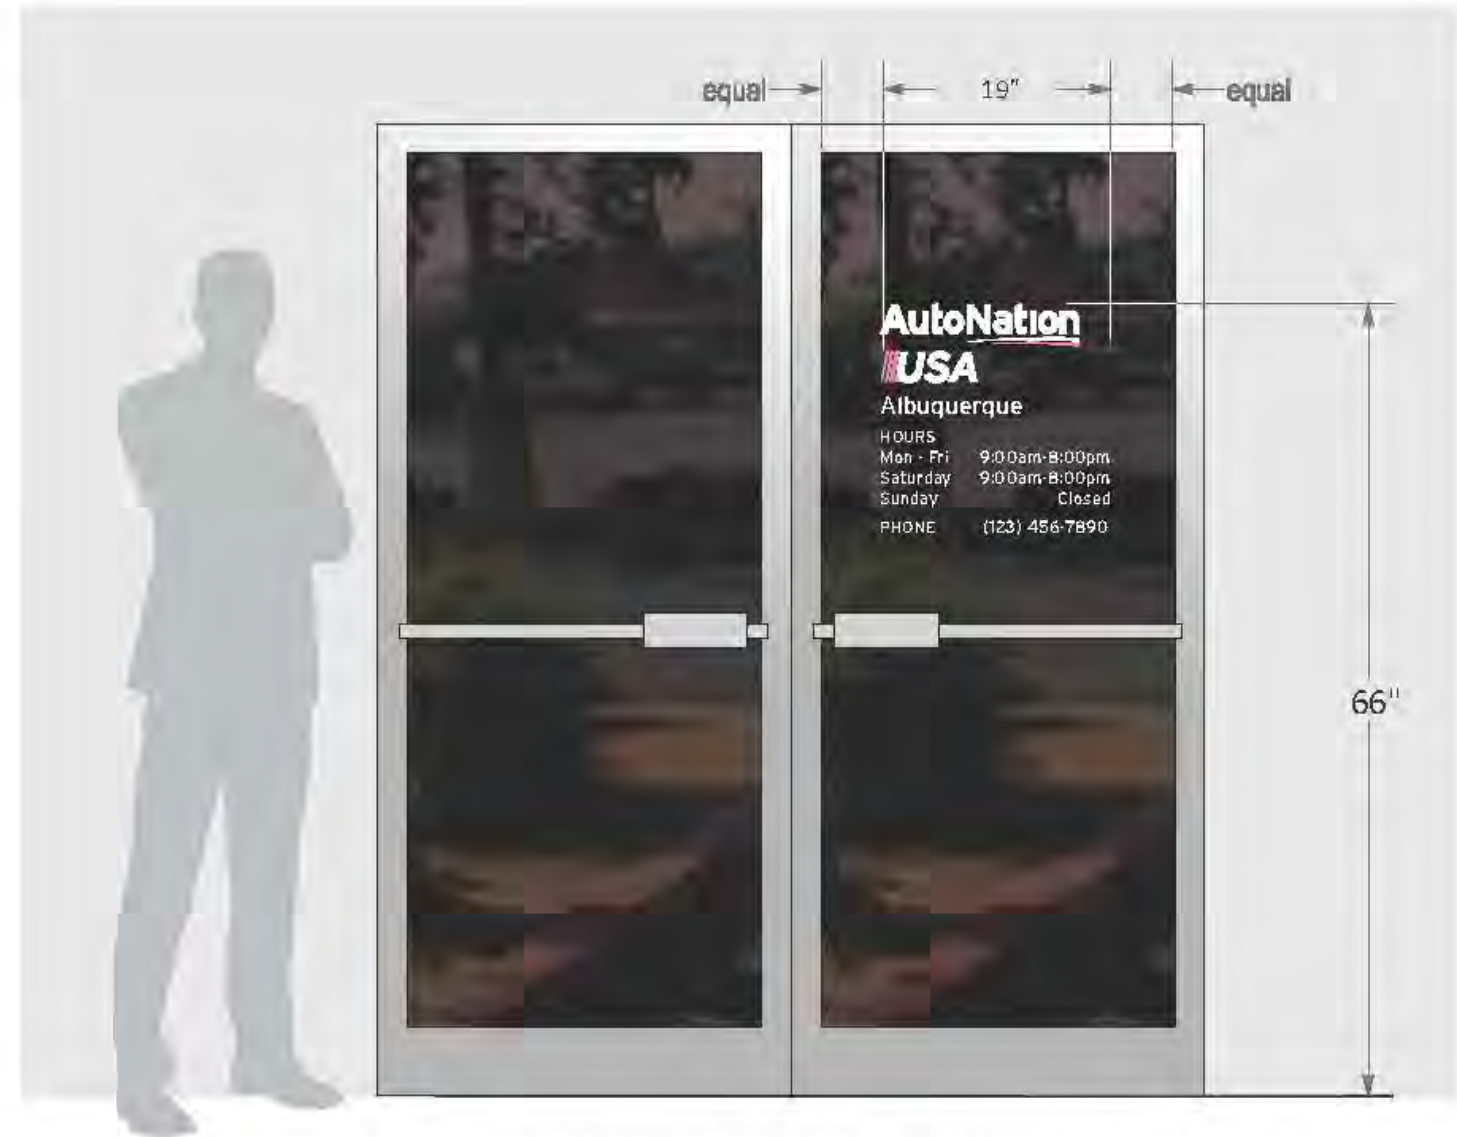 equal 19" equal
AutoNation
USA
Albuquerque
HOURS
Mon - Fri 9:00am-8:00pm
Saturday 9:00am-8:00pm
Sunday Closed
PHONE (123) 456-7890
66"